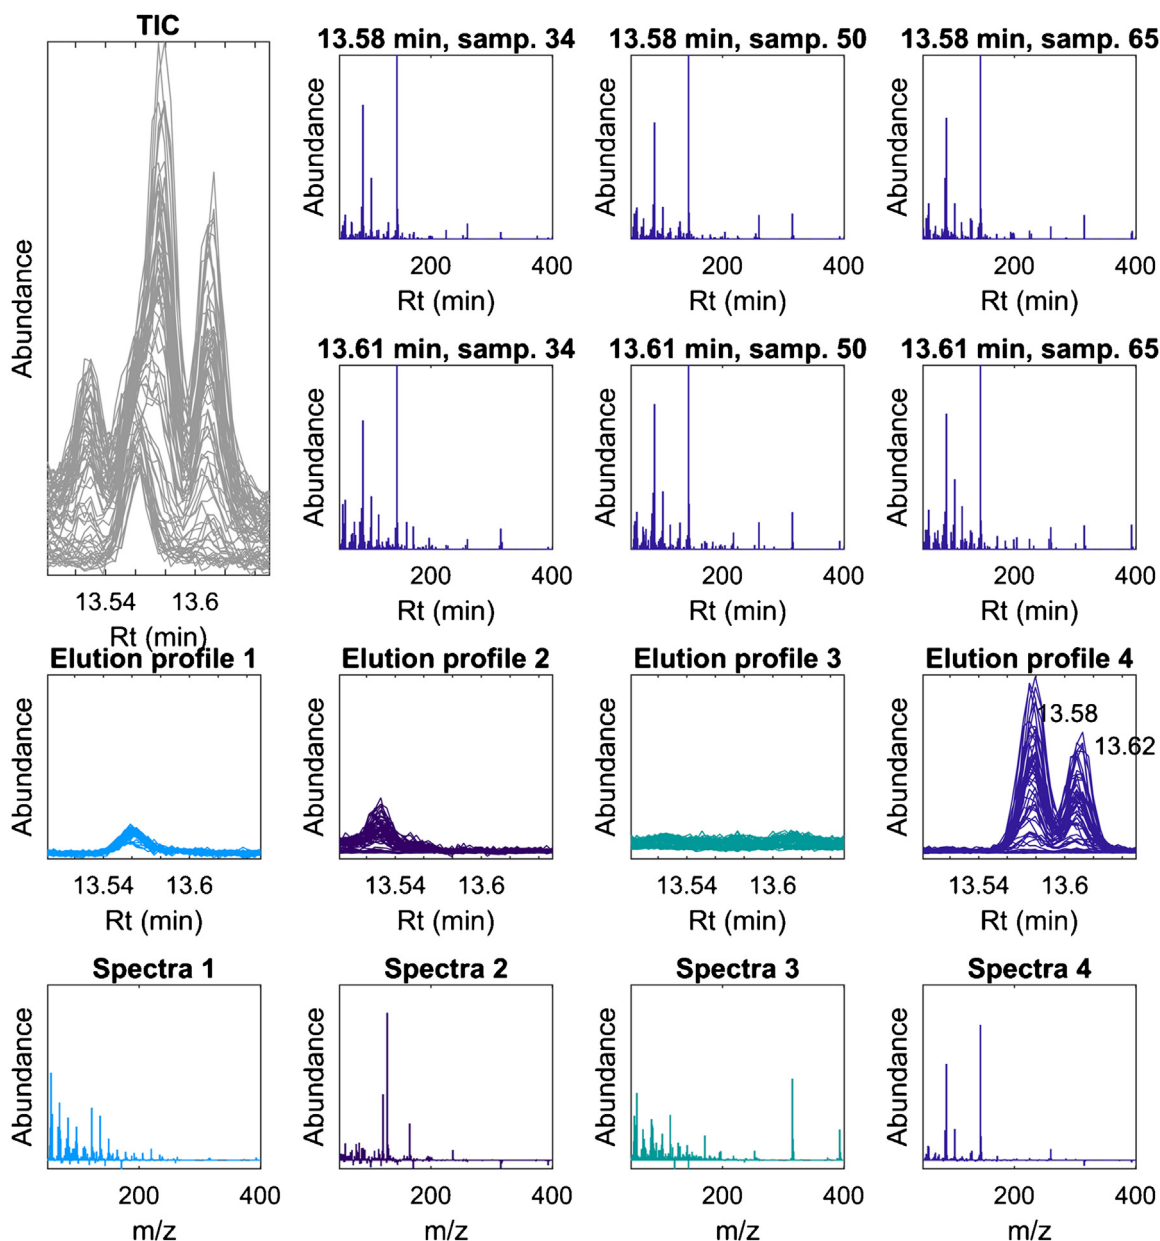 TIC
13.58 min, samp. 34
13.58 min, samp. 50
13.58 min, samp. 65
Abundance
Abundance
Abundance
Abundance
200 400
200 400
200 400
Rt (min)
Rt (min)
Rt (min)
13.61 min, samp. 34
13.61 min, samp. 50
13.61 min, samp. 65
Abundance
Abundance
Abundance
200 400
200 400
200 400
13.54 13.6
Rt (min)
Rt (min)
Rt (min)
Rt (min)
Elution profile 1
Elution profile 2
Elution profile 3
Elution profile 4
Abundance
Abundance
Abundance
Abundance
13.58
13.62
13.54 13.6
13.54 13.6
13.54 13.6
13.54 13.6
Rt (min)
Rt (min)
Rt (min)
Rt (min)
Spectra 1
Spectra 2
Spectra 3
Spectra 4
Abundance
Abundance
Abundance
Abundance
200 400
200 400
200 400
200 400
m/z
m/z
m/z
m/z